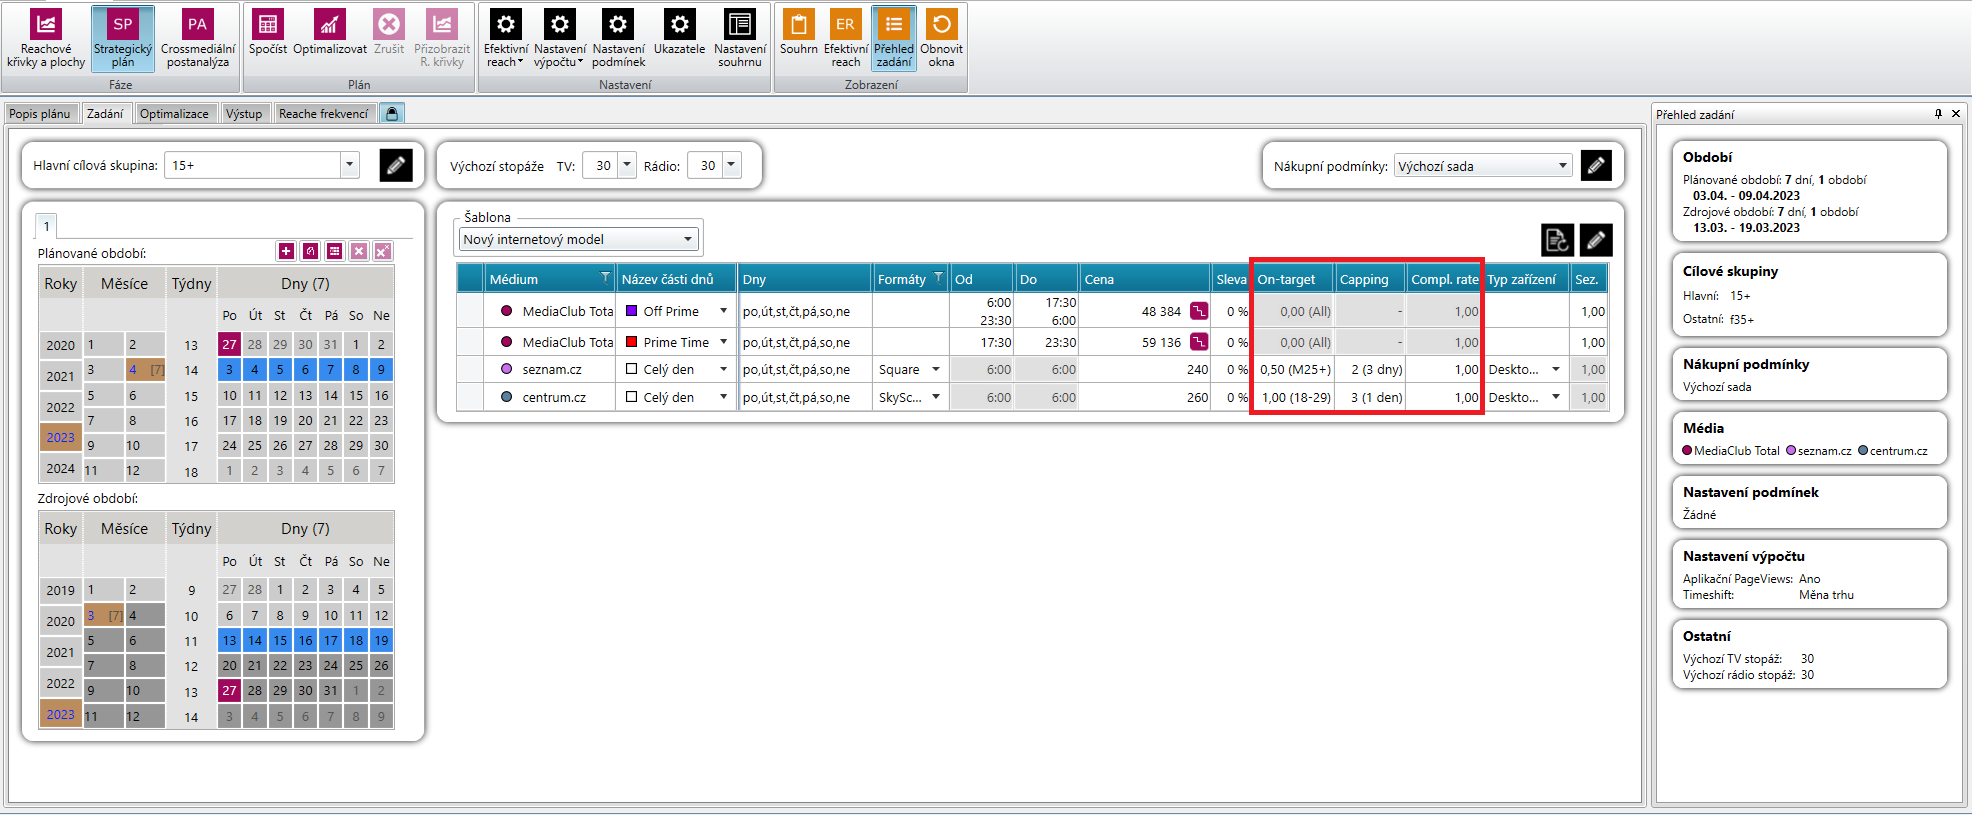 SP PA ER
Reachové křivky a plochy
Strategický plán
Crossmediální postanalýza
Spočíst
Optimalizovat
Zrušit
Přizobrazit R. křivky
Efektivní reach
Nastavení výpočtu
Nastavení podmínek
Ukazatele
Nastavení souhrnu
Souhrn
Efektivní reach
Přehled zadání
Obnovit okna
Fáze Plán Nastavení Zobrazení
Popis plánu Zadání Optimalizace Výstup Reache frekvencí
Hlavní cílová skupina: 15+
Výchozí stopáže TV: 30 Rádio: 30
Nákupní podmínky: Výchozí sada
1
Plánované období:
Roky Měsíce Týdny Dny (7)
Po Út St Čt Pá So Ne
2020 1 2 13 27 28 29 30 31 1 2
2021 3 4 [7] 14 3 4 5 6 7 8 9
5 6 15 10 11 12 13 14 15 16
2022 7 8 16 17 18 19 20 21 22 23
2023 9 10 17 24 25 26 27 28 29 30
2024 11 12 18 1 2 3 4 5 6 7
Zdrojové období:
Roky Měsíce Týdny Dny (7)
Po Út St Čt Pá So Ne
2019 1 2 9 27 28 1 2 3 4 5
2020 3 [7] 4 10 6 7 8 9 10 11 12
5 6 11 13 14 15 16 17 18 19
2021 7 8 12 20 21 22 23 24 25 26
2022 9 10 13 27 28 29 30 31 1 2
2023 11 12 14 3 4 5 6 7 8 9
Šablona
Nový internetový model
Médium Název části dnů Dny Formáty Od Do Cena Sleva On-target Capping Compl. rate Typ zařízení Sez.
MediaClub Tota Off Prime po,út,st,čt,pá,so,ne 6:00 17:30 48 384 0 % 0,00 (All) - 1,00 1,00
23:30 6:00
MediaClub Tota Prime Time po,út,st,čt,pá,so,ne 17:30 23:30 59 136 0 % 0,00 (All) - 1,00 1,00
seznam.cz Celý den po,út,st,čt,pá,so,ne Square 6:00 6:00 240 0 % 0,50 (M25+) 2 (3 dny) 1,00 Deskto... 1,00
centrum.cz Celý den po,út,st,čt,pá,so,ne SkySc... 6:00 6:00 260 0 % 1,00 (18-29) 3 (1 den) 1,00 Deskto... 1,00
Přehled zadání
Období
Plánované období: 7 dní, 1 období
03.04. - 09.04.2023
Zdrojové období: 7 dní, 1 období
13.03. - 19.03.2023
Cílové skupiny
Hlavní: 15+
Ostatní: f35+
Nákupní podmínky
Výchozí sada
Média
MediaClub Total seznam.cz centrum.cz
Nastavení podmínek
Žádné
Nastavení výpočtu
Aplikační PageViews: Ano
Timeshift: Měna trhu
Ostatní
Výchozí TV stopáž: 30
Výchozí rádio stopáž: 30